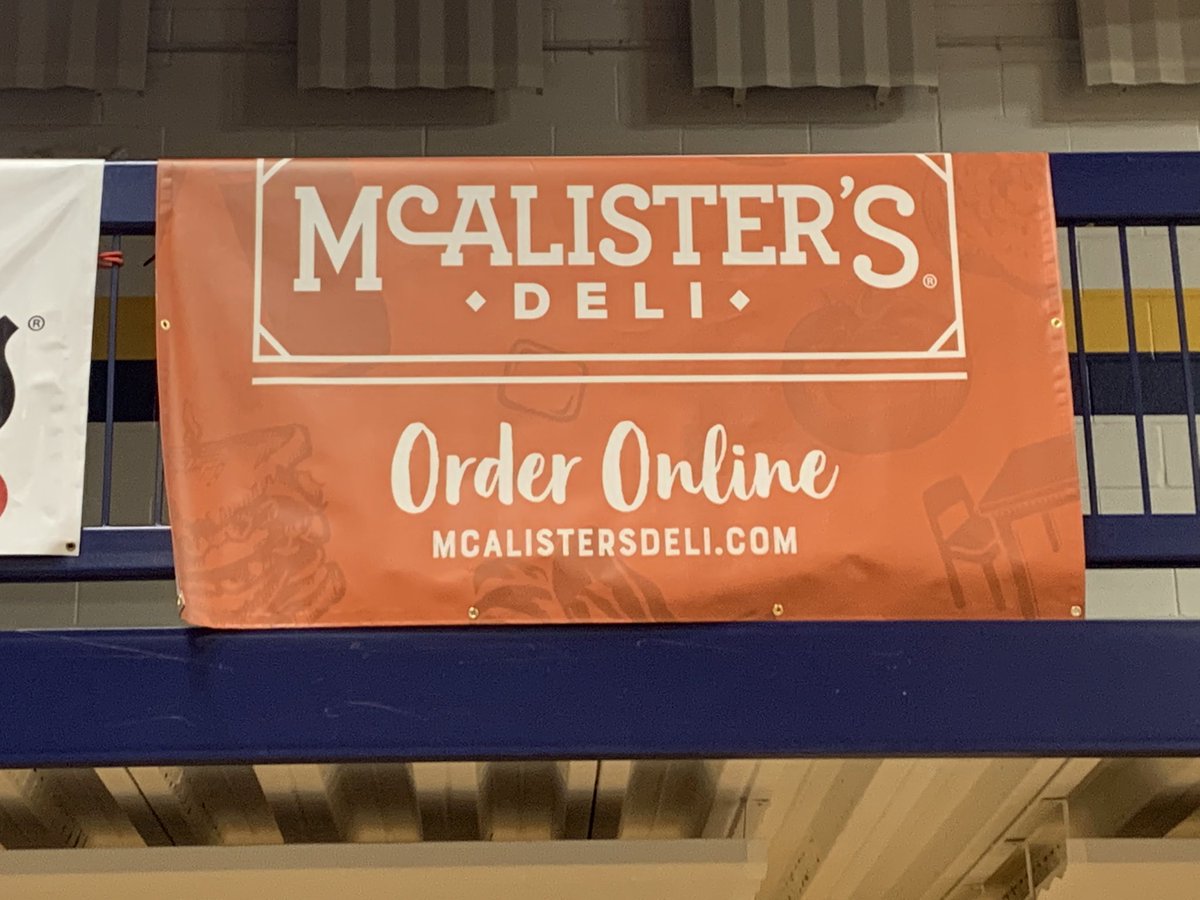 McALISTER'S®
DELI
Order Online
MCALISTERSDELI.COM
®